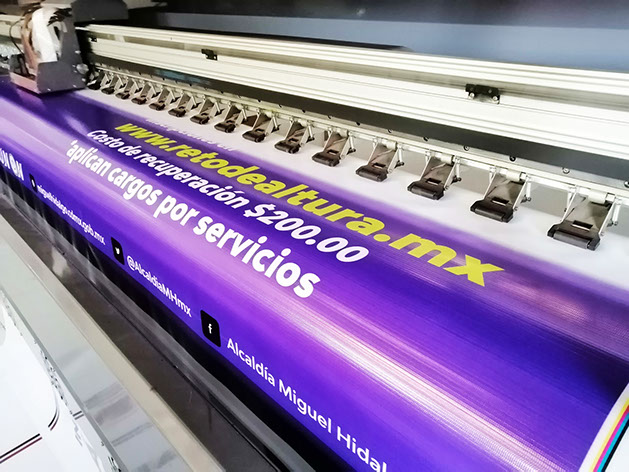 www.retodealtura.mx
Costo de recuperación $200.00
*aplican cargos por servicios
@AlcaldiaMHmx
f Alcaldía Miguel Hidal